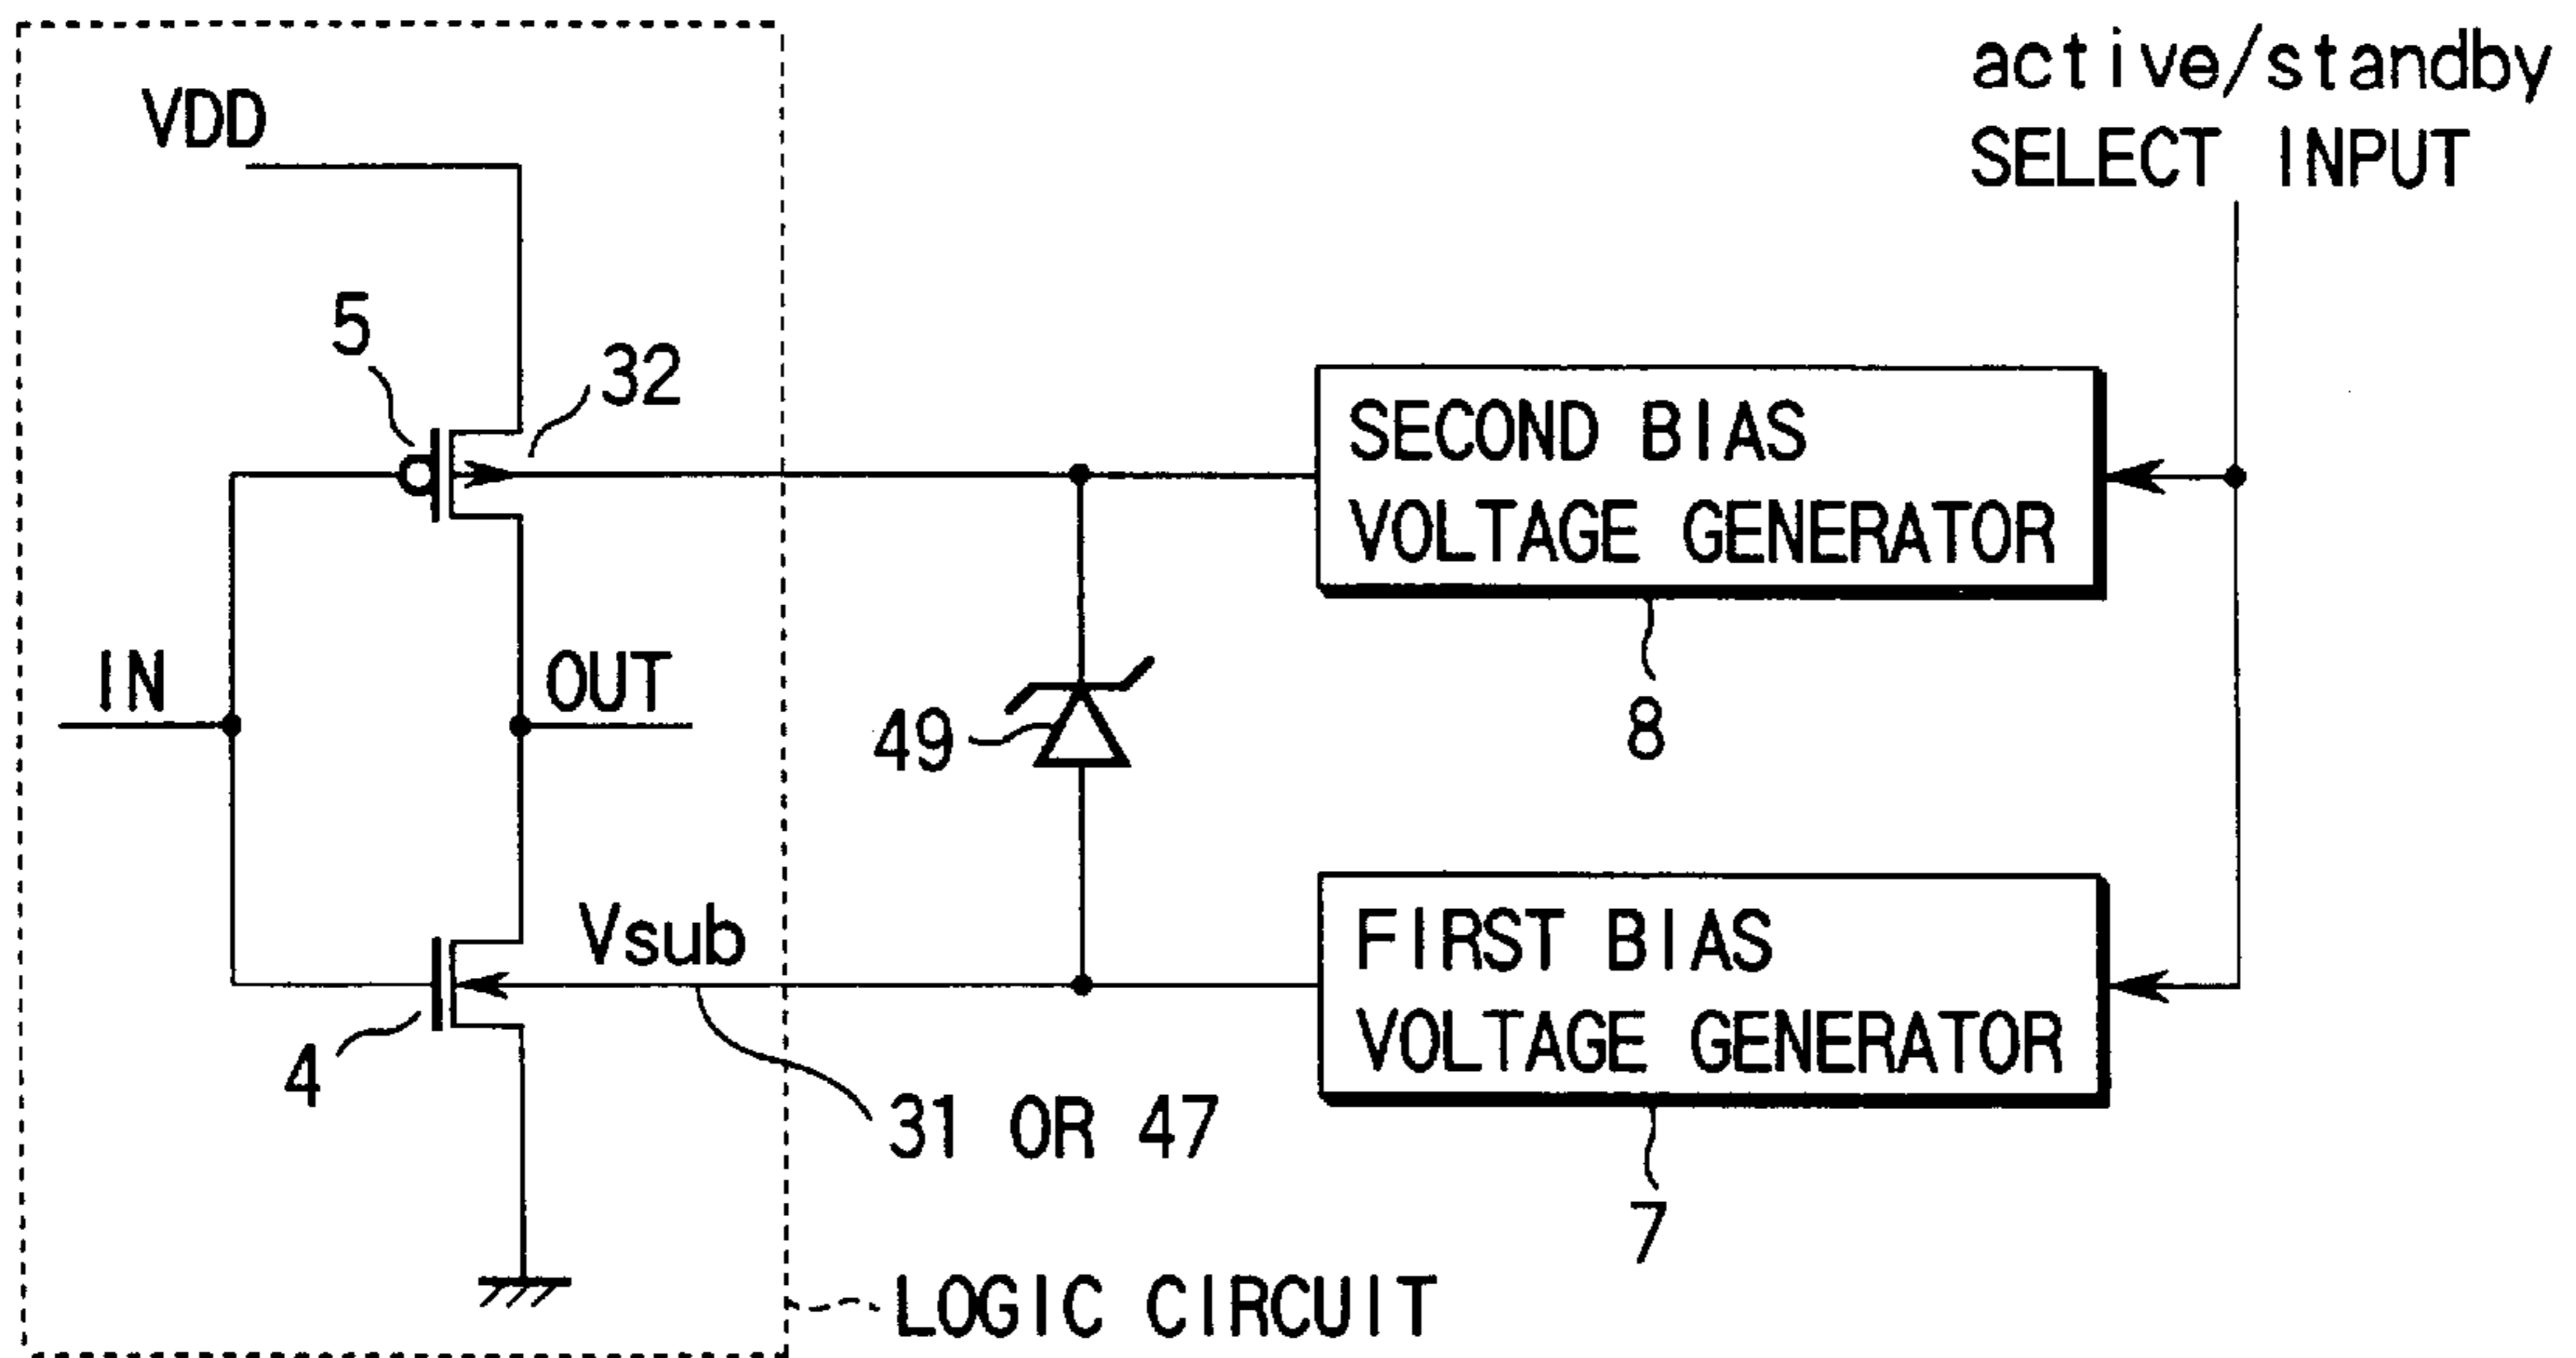 active/standby
SELECT INPUT
VDD
5
32
SECOND BIAS
VOLTAGE GENERATOR
IN
OUT
49
8
Vsub
FIRST BIAS
VOLTAGE GENERATOR
4
31 OR 47
7
LOGIC CIRCUIT